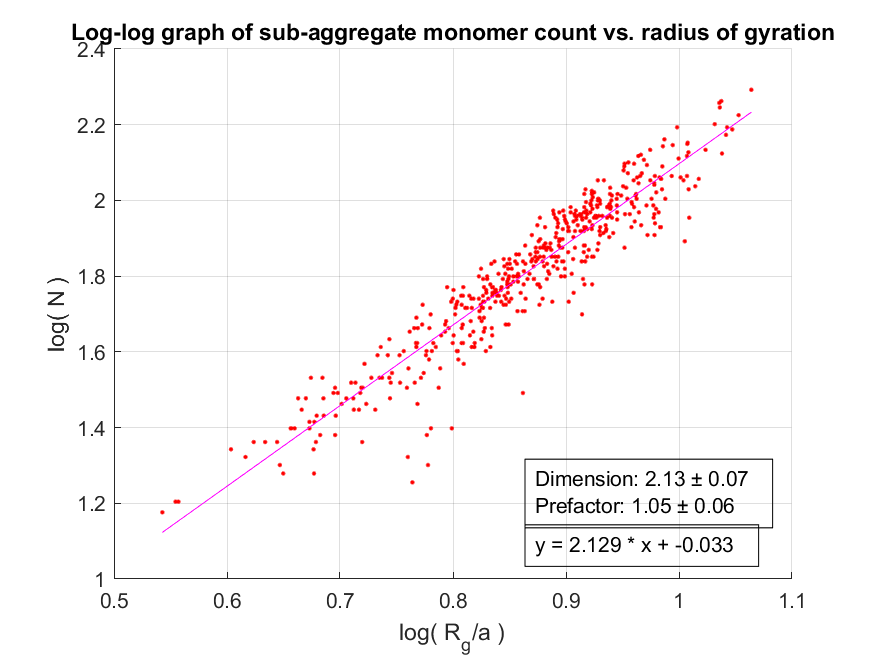 Log-log graph of sub-aggregate monomer count vs. radius of gyration
2.4
2.2
2
1.8
1.6
1.4
1.2
1
log( N )
Dimension: 2.13 ± 0.07
Prefactor: 1.05 ± 0.06
y = 2.129 * x + -0.033
0.5 0.6 0.7 0.8 0.9 1 1.1
log( R_g/a )